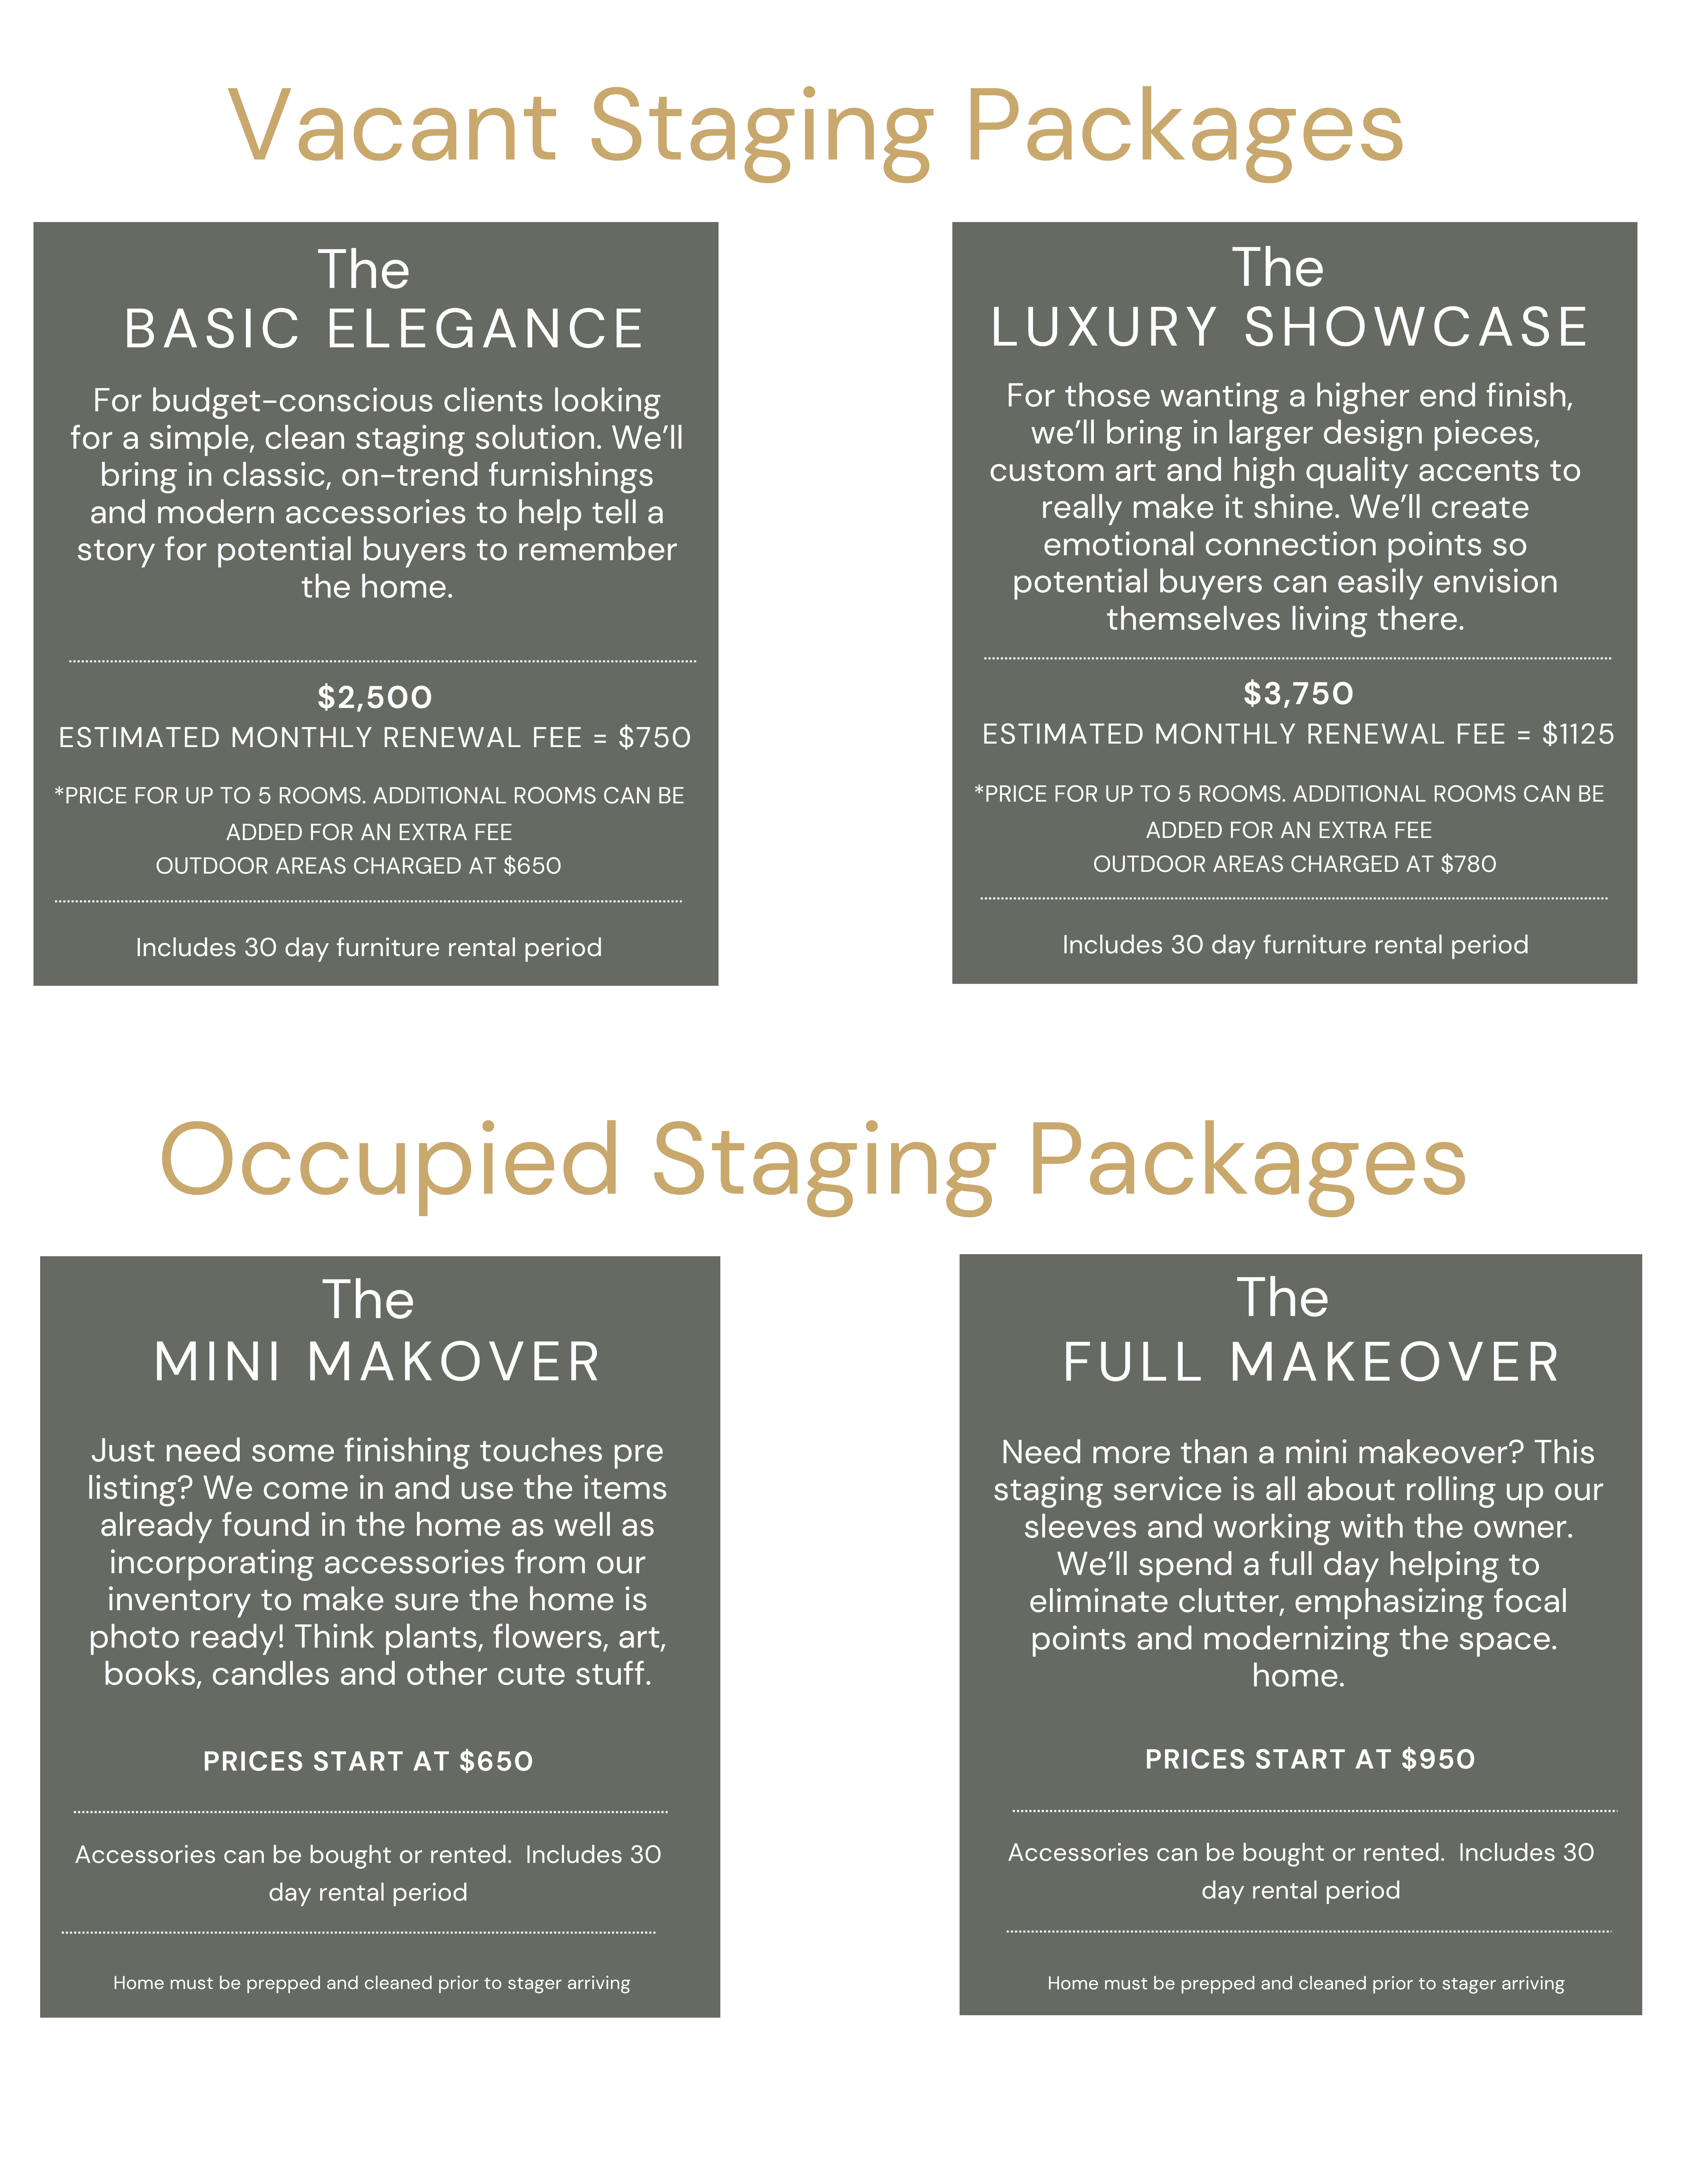 Vacant Staging Packages
The
BASIC ELEGANCE
For budget-conscious clients looking
for a simple, clean staging solution. We’ll
bring in classic, on-trend furnishings
and modern accessories to help tell a
story for potential buyers to remember
the home.
$2,500
ESTIMATED MONTHLY RENEWAL FEE = $750
*PRICE FOR UP TO 5 ROOMS. ADDITIONAL ROOMS CAN BE
ADDED FOR AN EXTRA FEE
OUTDOOR AREAS CHARGED AT $650
Includes 30 day furniture rental period
The
LUXURY SHOWCASE
For those wanting a higher end finish,
we’ll bring in larger design pieces,
custom art and high quality accents to
really make it shine. We’ll create
emotional connection points so
potential buyers can easily envision
themselves living there.
$3,750
ESTIMATED MONTHLY RENEWAL FEE = $1125
*PRICE FOR UP TO 5 ROOMS. ADDITIONAL ROOMS CAN BE
ADDED FOR AN EXTRA FEE
OUTDOOR AREAS CHARGED AT $780
Includes 30 day furniture rental period
Occupied Staging Packages
The
MINI MAKOVER
Just need some finishing touches pre
listing? We come in and use the items
already found in the home as well as
incorporating accessories from our
inventory to make sure the home is
photo ready! Think plants, flowers, art,
books, candles and other cute stuff.
PRICES START AT $650
Accessories can be bought or rented.  Includes 30
day rental period
Home must be prepped and cleaned prior to stager arriving
The
FULL MAKEOVER
Need more than a mini makeover? This
staging service is all about rolling up our
sleeves and working with the owner.
We’ll spend a full day helping to
eliminate clutter, emphasizing focal
points and modernizing the space.
home.
PRICES START AT $950
Accessories can be bought or rented.  Includes 30
day rental period
Home must be prepped and cleaned prior to stager arriving